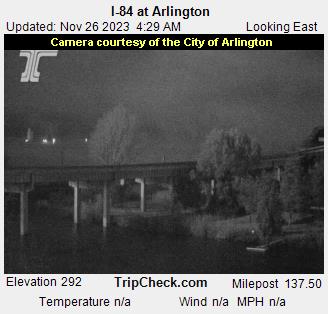 I-84 at Arlington
Updated: Nov 26 2023 4:29 AM Looking East
Camera courtesy of the City of Arlington
Elevation 292 TripCheck.com Milepost 137.50
Temperature n/a Wind n/a MPH n/a